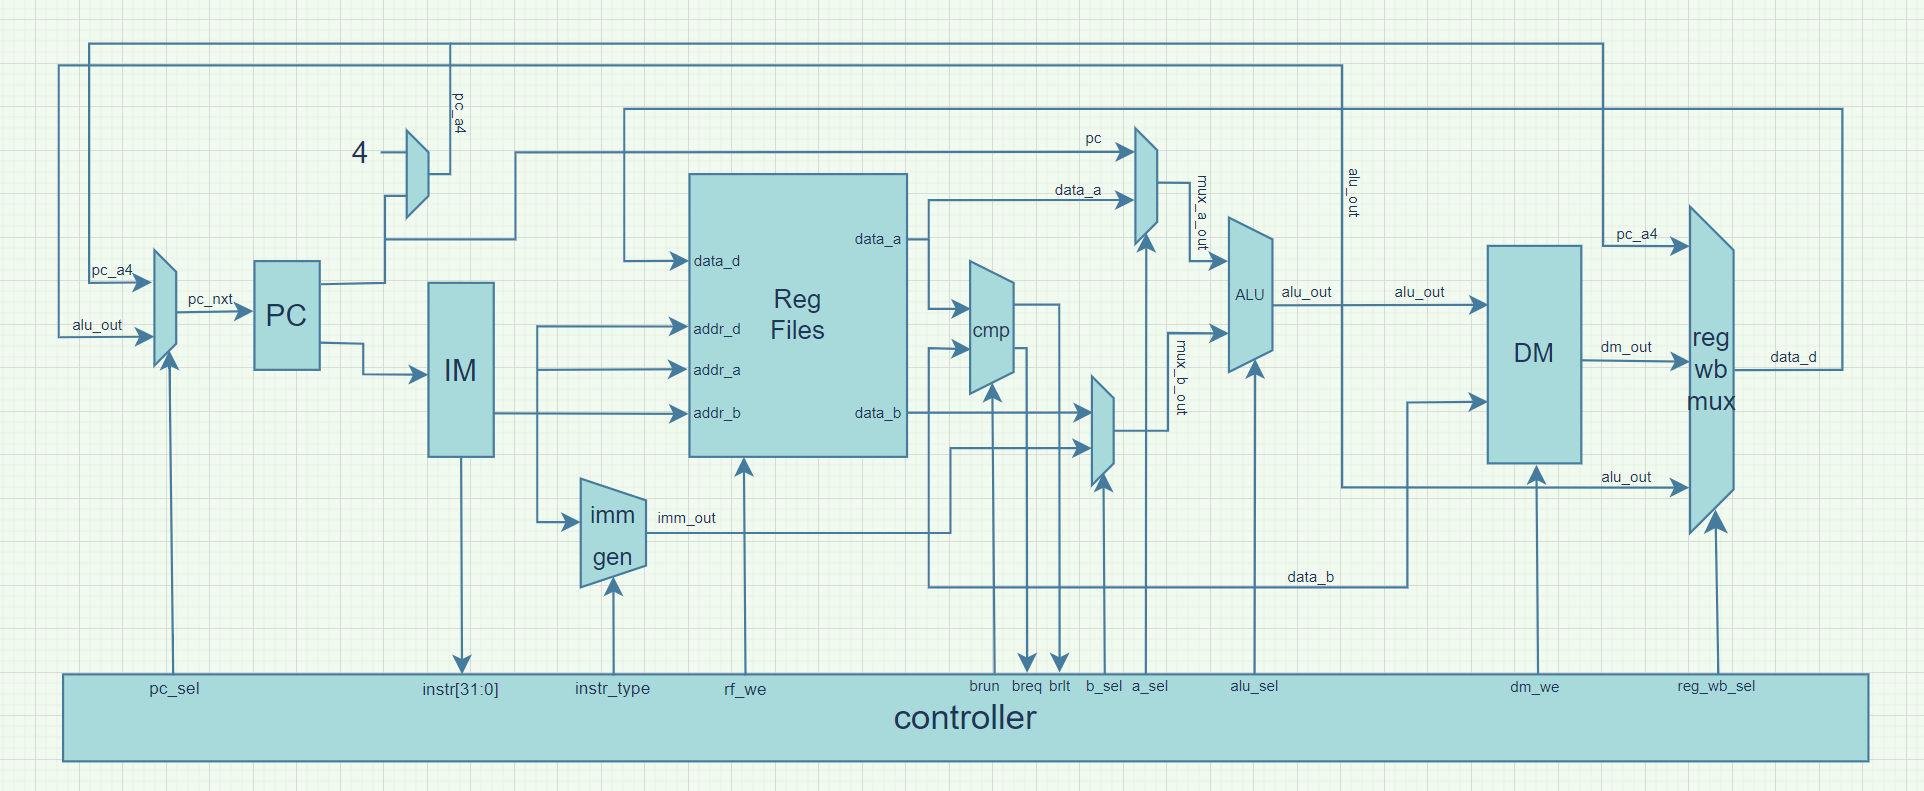 pc_a4
4
pc
data_a
mux_a_out
alu_out
pc_a4
data_a
data_d
pc_a4
pc_nxt
alu_out
PC
IM
Reg
Files
addr_d
addr_a
addr_b
data_b
cmp
ALU
alu_out
alu_out
mux_b_out
DM
dm_out
reg
wb
mux
data_d
alu_out
imm
gen
imm_out
data_b
pc_sel
instr[31:0]
instr_type
rf_we
brun
breq
brlt
b_sel
a_sel
alu_sel
dm_we
reg_wb_sel
controller